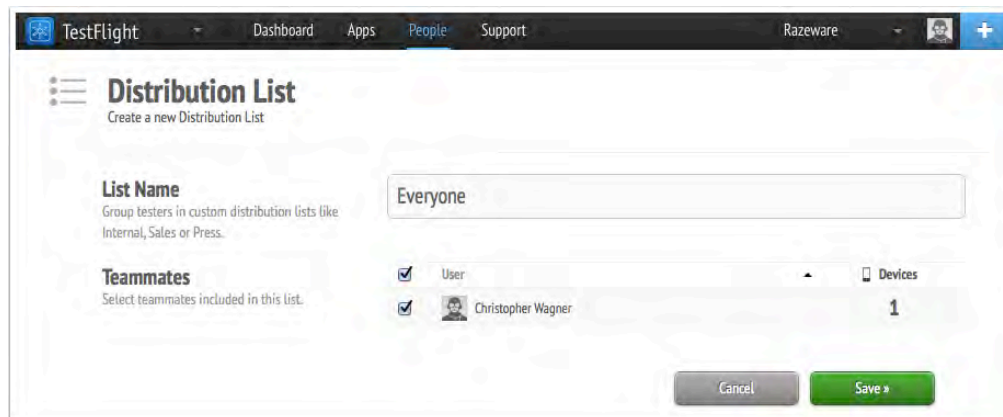 TestFlight Dashboard Apps People Support Razeware +
Distribution List
Create a new Distribution List
List Name
Everyone
Group testers in custom distribution lists like
Internal, Sales or Press.
Teammates
User Devices
Select teammates included in this list.
Christopher Wagner 1
Cancel Save »